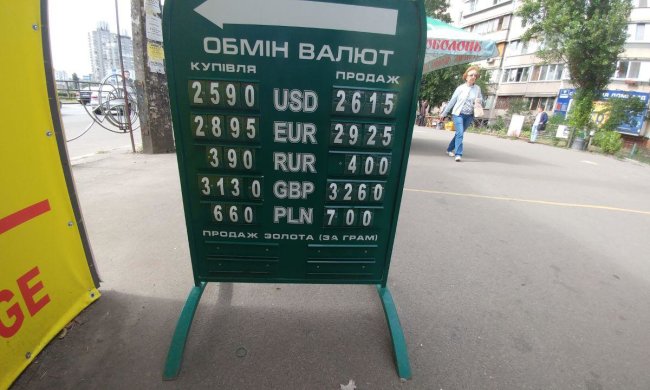 ОБМІН ВАЛЮТ
КУПІВЛЯ ПРОДАЖ
2590 USD 2615
2895 EUR 2925
390 RUR 400
3130 GBP 3260
660 PLN 700
ПРОДАЖ ЗОЛОТА (ЗА ГРАМ)
GE
ОБОЛОНЬ